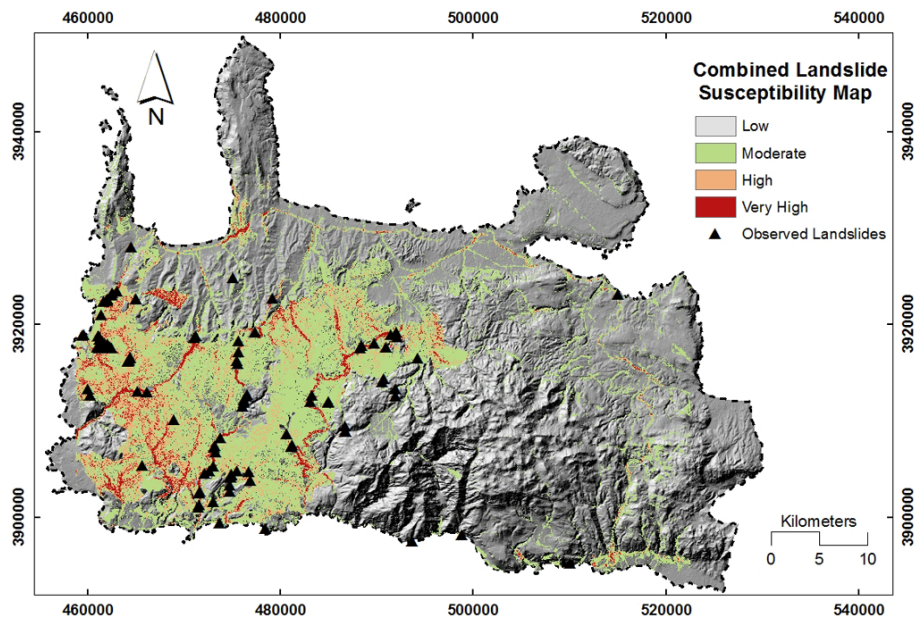 460000 480000 500000 520000 540000
Combined Landslide
Susceptibility Map
N
Low
Moderate
High
Very High
Observed Landslides
3940000
3940000
3920000
3920000
3900000
3900000
Kilometers
0 5 10
460000 480000 500000 520000 540000